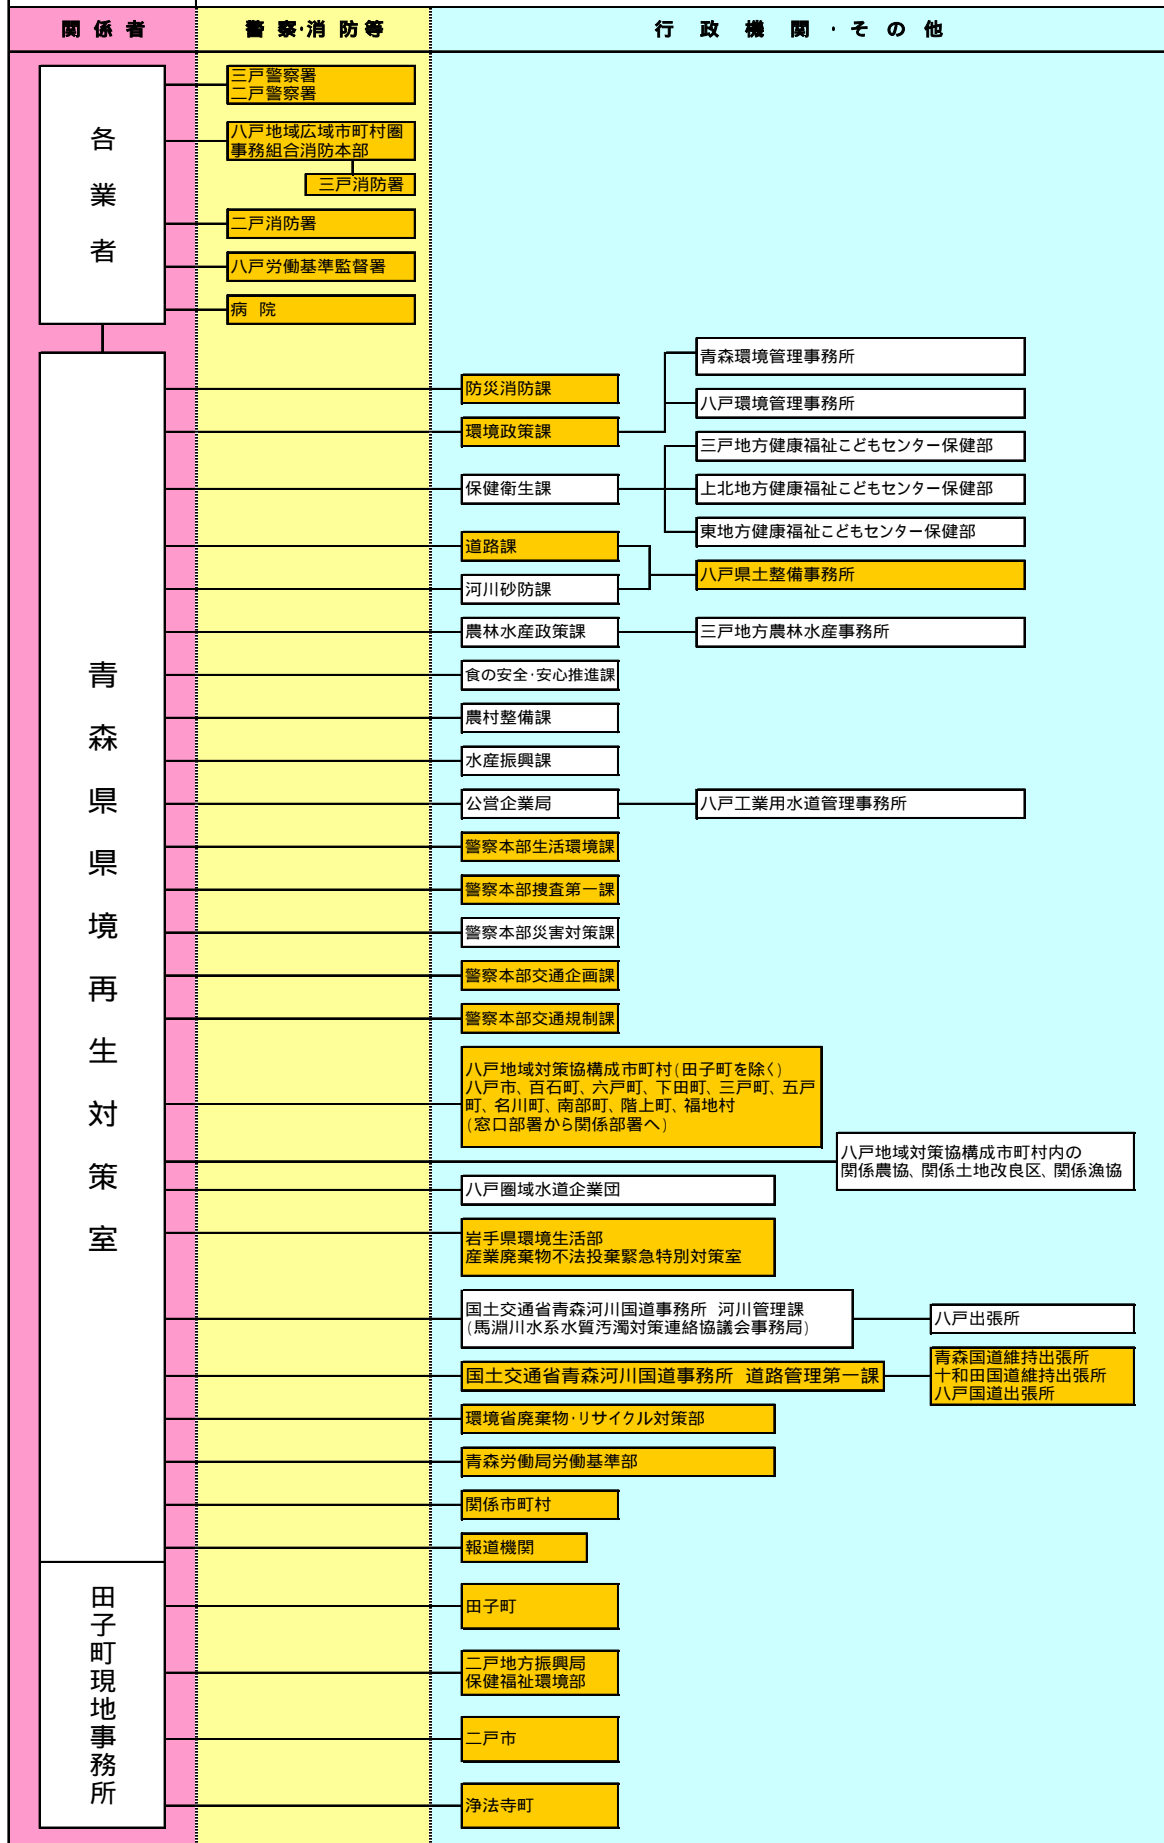 関係者
警察・消防等
行政機関・その他
各業者
三戸警察署
二戸警察署
八戸地域広域市町村圏
事務組合消防本部
三戸消防署
二戸消防署
八戸労働基準監督署
病 院
青森県県境再生対策室
防災消防課
環境政策課
青森環境管理事務所
八戸環境管理事務所
保健衛生課
三戸地方健康福祉こどもセンター保健部
上北地方健康福祉こどもセンター保健部
東地方健康福祉こどもセンター保健部
道路課
河川砂防課
八戸県土整備事務所
農林水産政策課
三戸地方農林水産事務所
食の安全・安心推進課
農村整備課
水産振興課
公営企業局
八戸工業用水道管理事務所
警察本部生活環境課
警察本部捜査第一課
警察本部災害対策課
警察本部交通企画課
警察本部交通規制課
八戸地域対策協構成市町村(田子町を除く)
八戸市、百石町、六戸町、下田町、三戸町、五戸
町、名川町、南部町、階上町、福地村
(窓口部署から関係部署へ)
八戸地域対策協構成市町村内の
関係農協、関係土地改良区、関係漁協
八戸圏域水道企業団
岩手県環境生活部
産業廃棄物不法投棄緊急特別対策室
国土交通省青森河川国道事務所 河川管理課
(馬淵川水系水質汚濁対策連絡協議会事務局)
八戸出張所
国土交通省青森河川国道事務所 道路管理第一課
青森国道維持出張所
十和田国道維持出張所
八戸国道出張所
環境省廃棄物・リサイクル対策部
青森労働局労働基準部
関係市町村
報道機関
田子町現地事務所
田子町
二戸地方振興局
保健福祉環境部
二戸市
浄法寺町